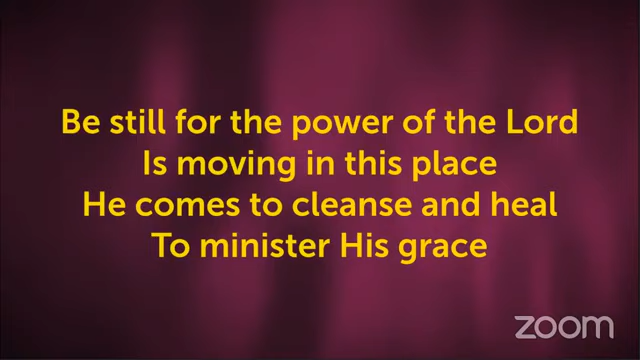 Be still for the power of the Lord
Is moving in this place
He comes to cleanse and heal
To minister His grace
zoom